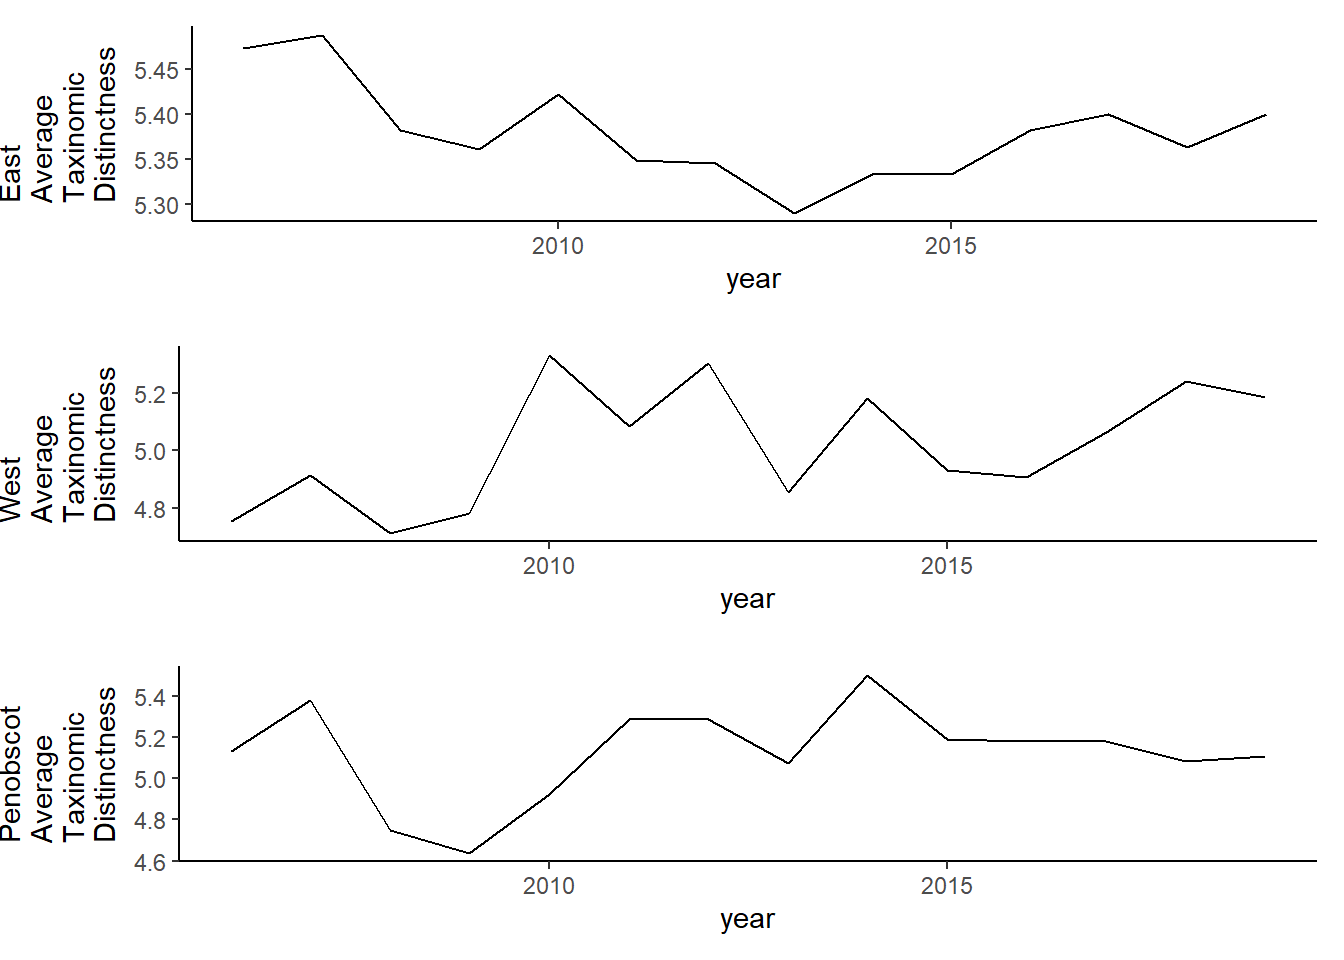 East
Average
Taxinomic
Distinctness
5.45
5.40
5.35
5.30
2010
2015
year
West
Average
Taxinomic
Distinctness
5.2
5.0
4.8
2010
2015
year
Penobscot
Average
Taxinomic
Distinctness
5.4
5.2
5.0
4.8
4.6
2010
2015
year